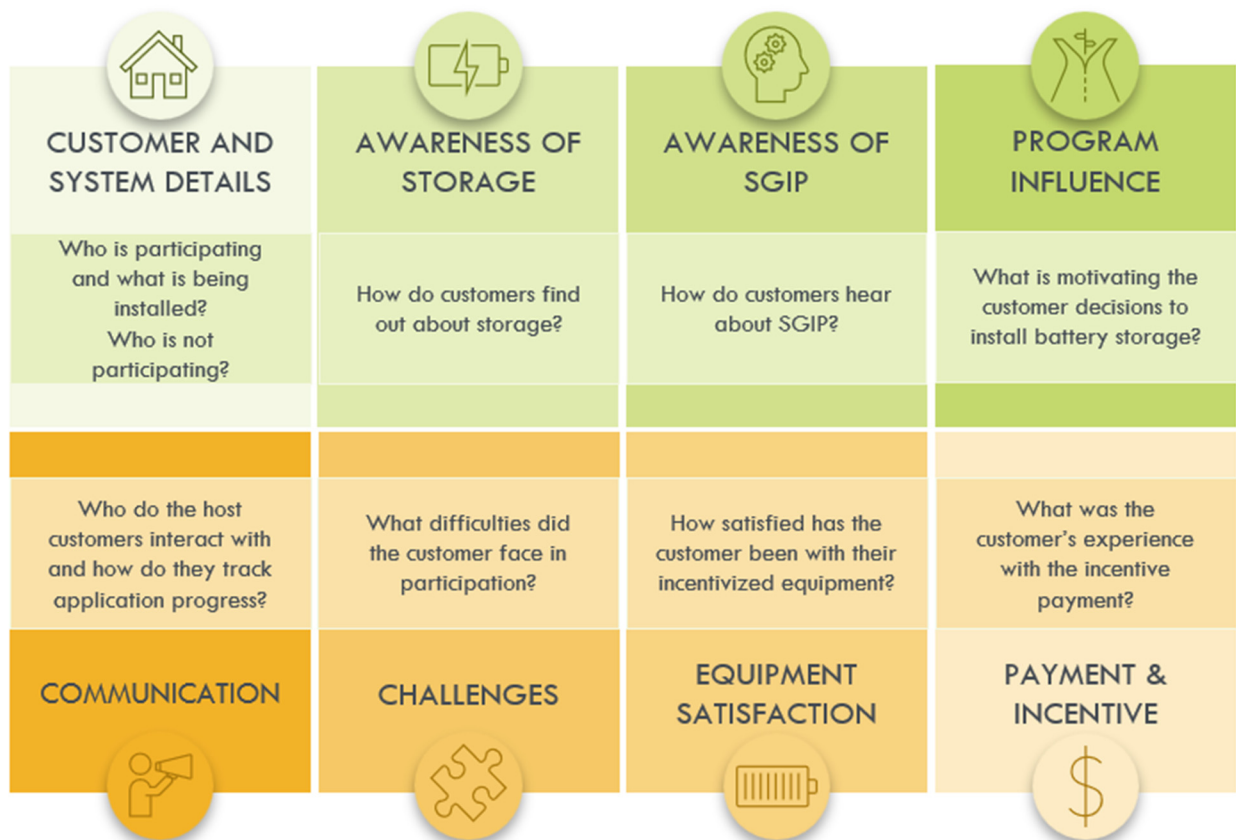 CUSTOMER AND
SYSTEM DETAILS
Who is participating
and what is being
installed?
Who is not
participating?
AWARENESS OF
STORAGE
How do customers find
out about storage?
AWARENESS OF
SGIP
How do customers hear
about SGIP?
PROGRAM
INFLUENCE
What is motivating the
customer decisions to
install battery storage?
Who do the host
customers interact with
and how do they track
application progress?
COMMUNICATION
What difficulties did
the customer face in
participation?
CHALLENGES
How satisfied has the
customer been with their
incentivized equipment?
EQUIPMENT
SATISFACTION
What was the
customer's experience
with the incentive
payment?
PAYMENT &
INCENTIVE
$